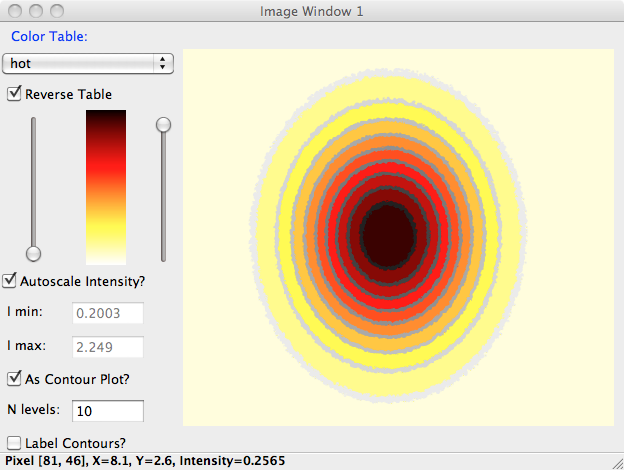 Image Window 1
Color Table:
hot
Reverse Table
Autoscale Intensity?
I min: 0.2003
I max: 2.249
As Contour Plot?
N levels: 10
Label Contours?
Pixel [81, 46], X=8.1, Y=2.6, Intensity=0.2565